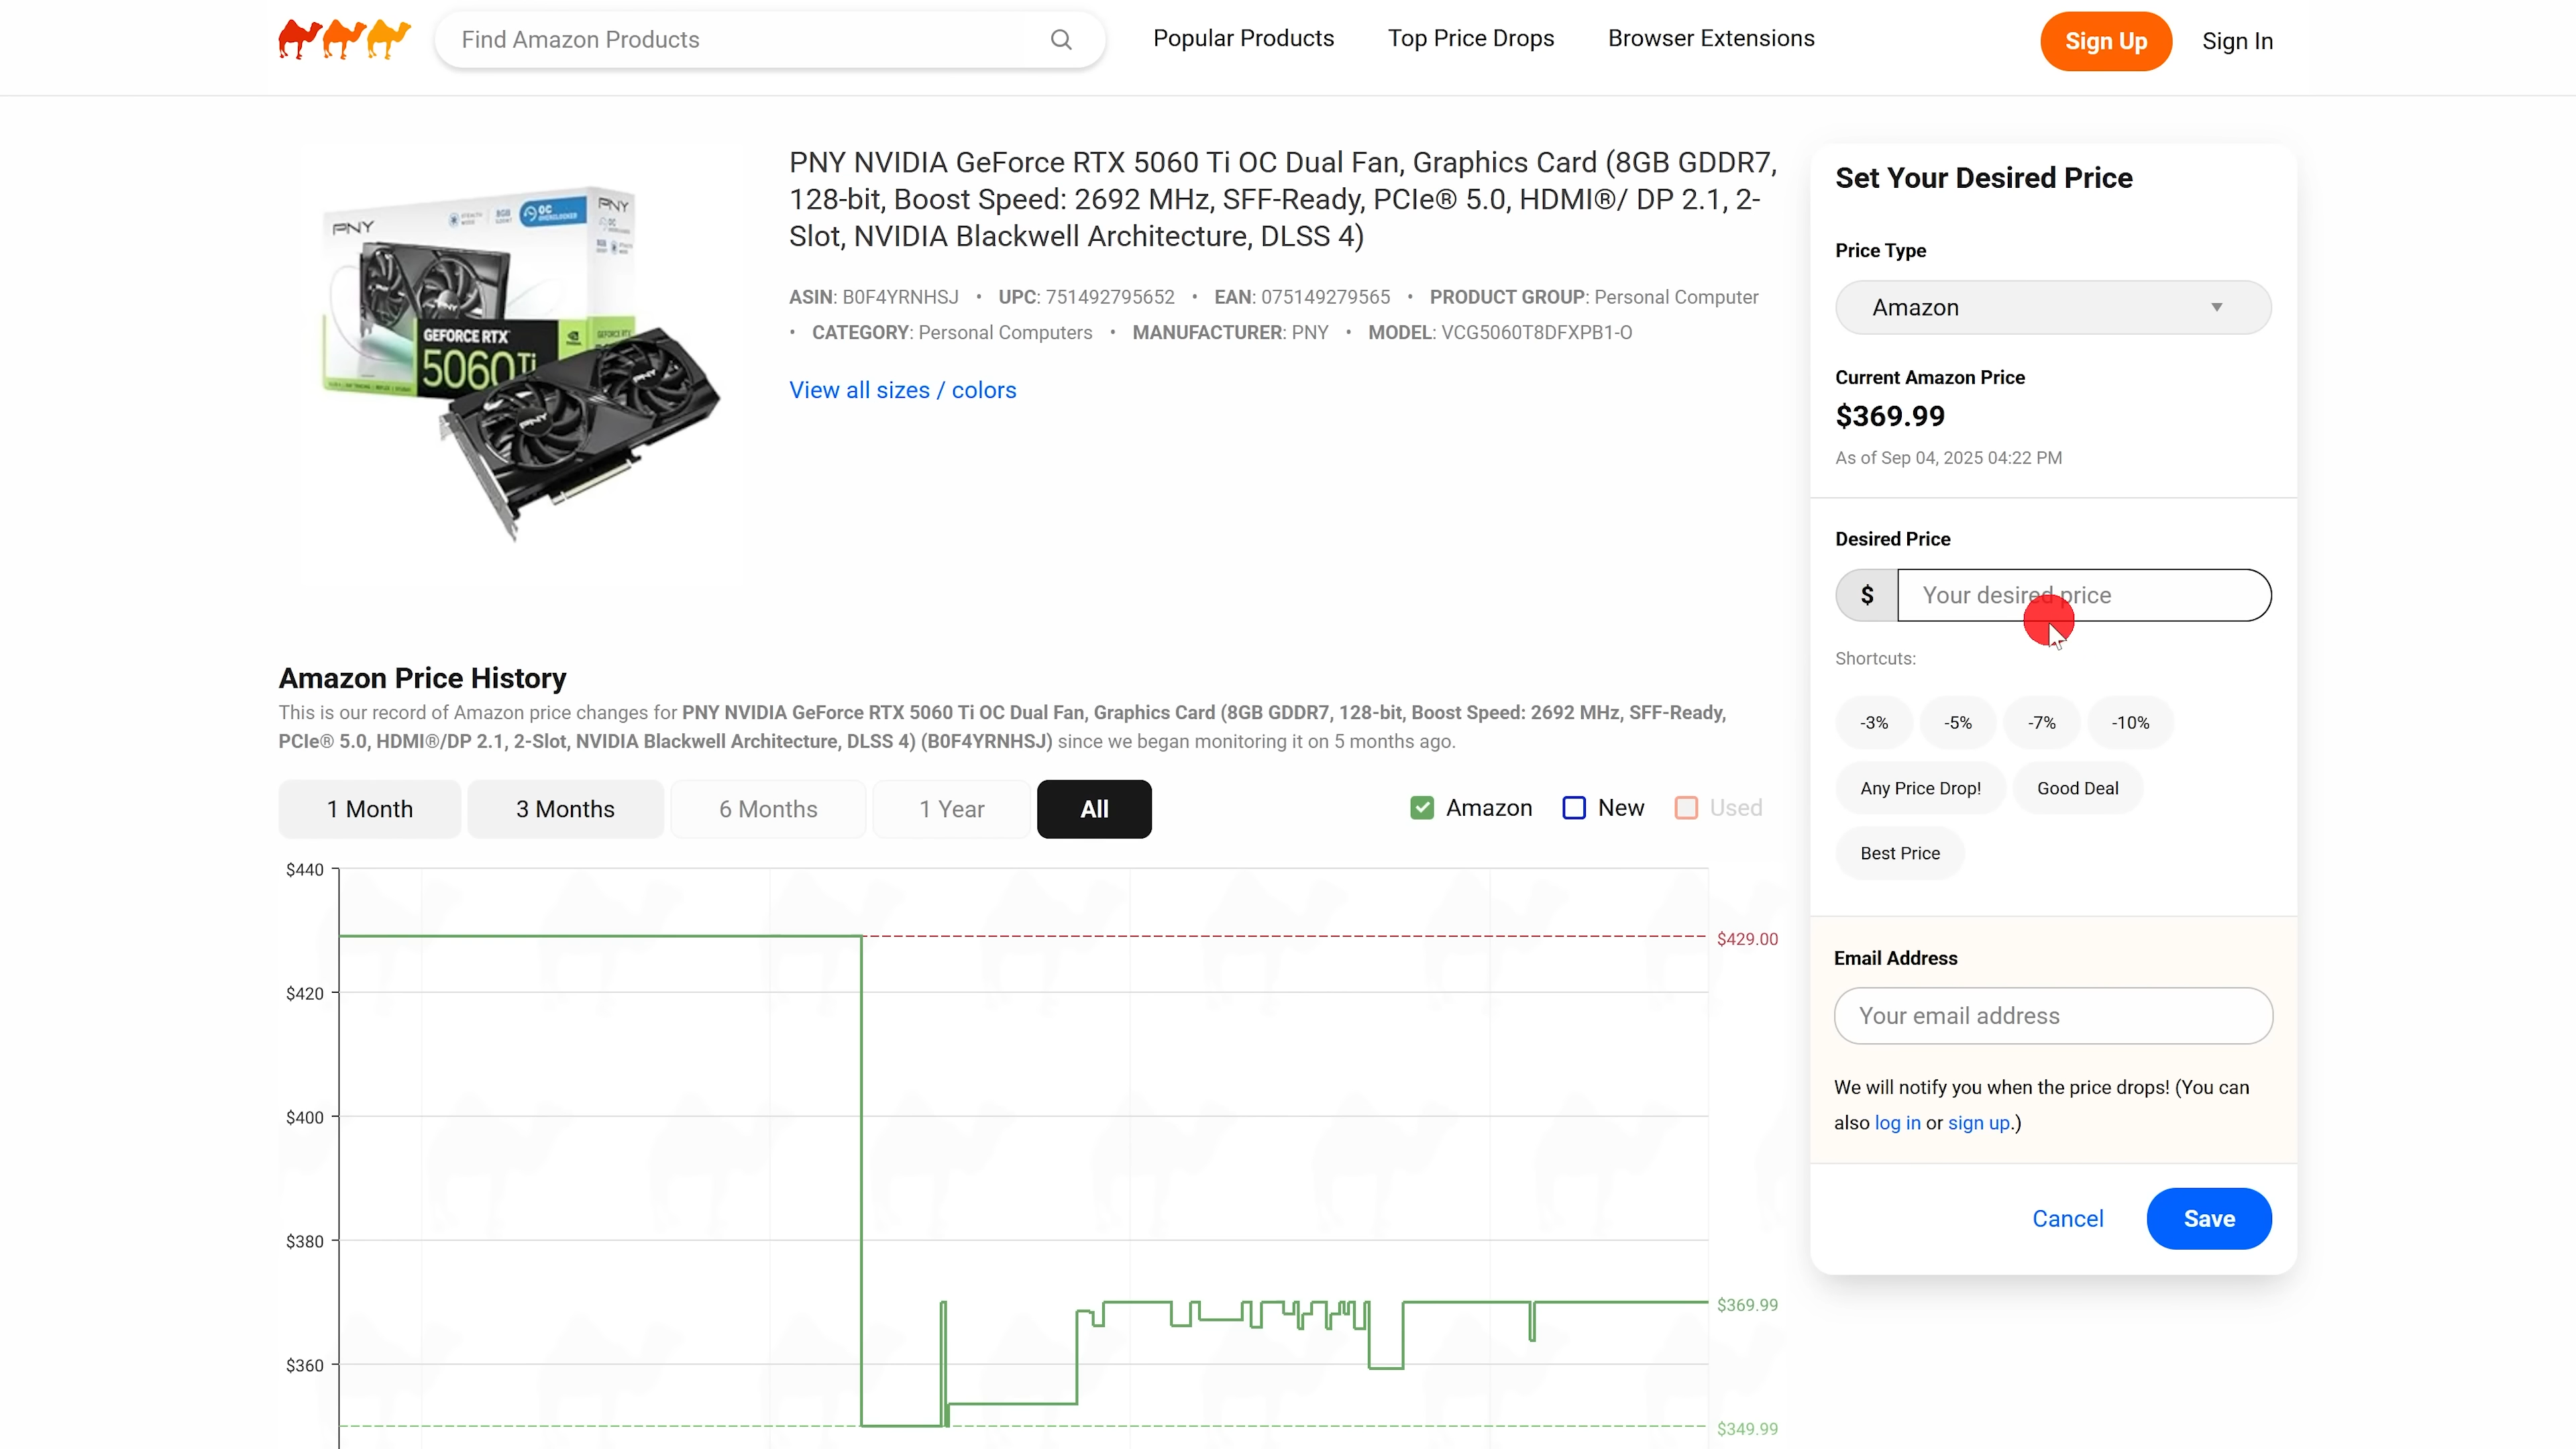 Find Amazon Products
Popular Products
Top Price Drops
Browser Extensions
Sign Up
Sign In
PNY NVIDIA GeForce RTX 5060 Ti OC Dual Fan, Graphics Card (8GB GDDR7,
128-bit, Boost Speed: 2692 MHz, SFF-Ready, PCIe® 5.0, HDMI®/ DP 2.1, 2-
Slot, NVIDIA Blackwell Architecture, DLSS 4)
ASIN: B0F4YRNHSJ • UPC: 751492795652 • EAN: 075149279565 • PRODUCT GROUP: Personal Computer
• CATEGORY: Personal Computers • MANUFACTURER: PNY • MODEL: VCG5060T8DFXPB1-O
View all sizes / colors
PNY
OC
PNY
GEFORCE RTX
5060 Ti
PNY
Set Your Desired Price
Price Type
Amazon
Current Amazon Price
$369.99
As of Sep 04, 2025 04:22 PM
Desired Price
$ Your desired price
Shortcuts:
-3% -5% -7% -10%
Any Price Drop! Good Deal
Best Price
Email Address
Your email address
We will notify you when the price drops! (You can
also log in or sign up.)
Cancel Save
Amazon Price History
This is our record of Amazon price changes for PNY NVIDIA GeForce RTX 5060 Ti OC Dual Fan, Graphics Card (8GB GDDR7, 128-bit, Boost Speed: 2692 MHz, SFF-Ready,
PCIe® 5.0, HDMI®/DP 2.1, 2-Slot, NVIDIA Blackwell Architecture, DLSS 4) (B0F4YRNHSJ) since we began monitoring it on 5 months ago.
1 Month 3 Months 6 Months 1 Year All
Amazon New Used
$440
$429.00
$420
$400
$380
$369.99
$360
$349.99